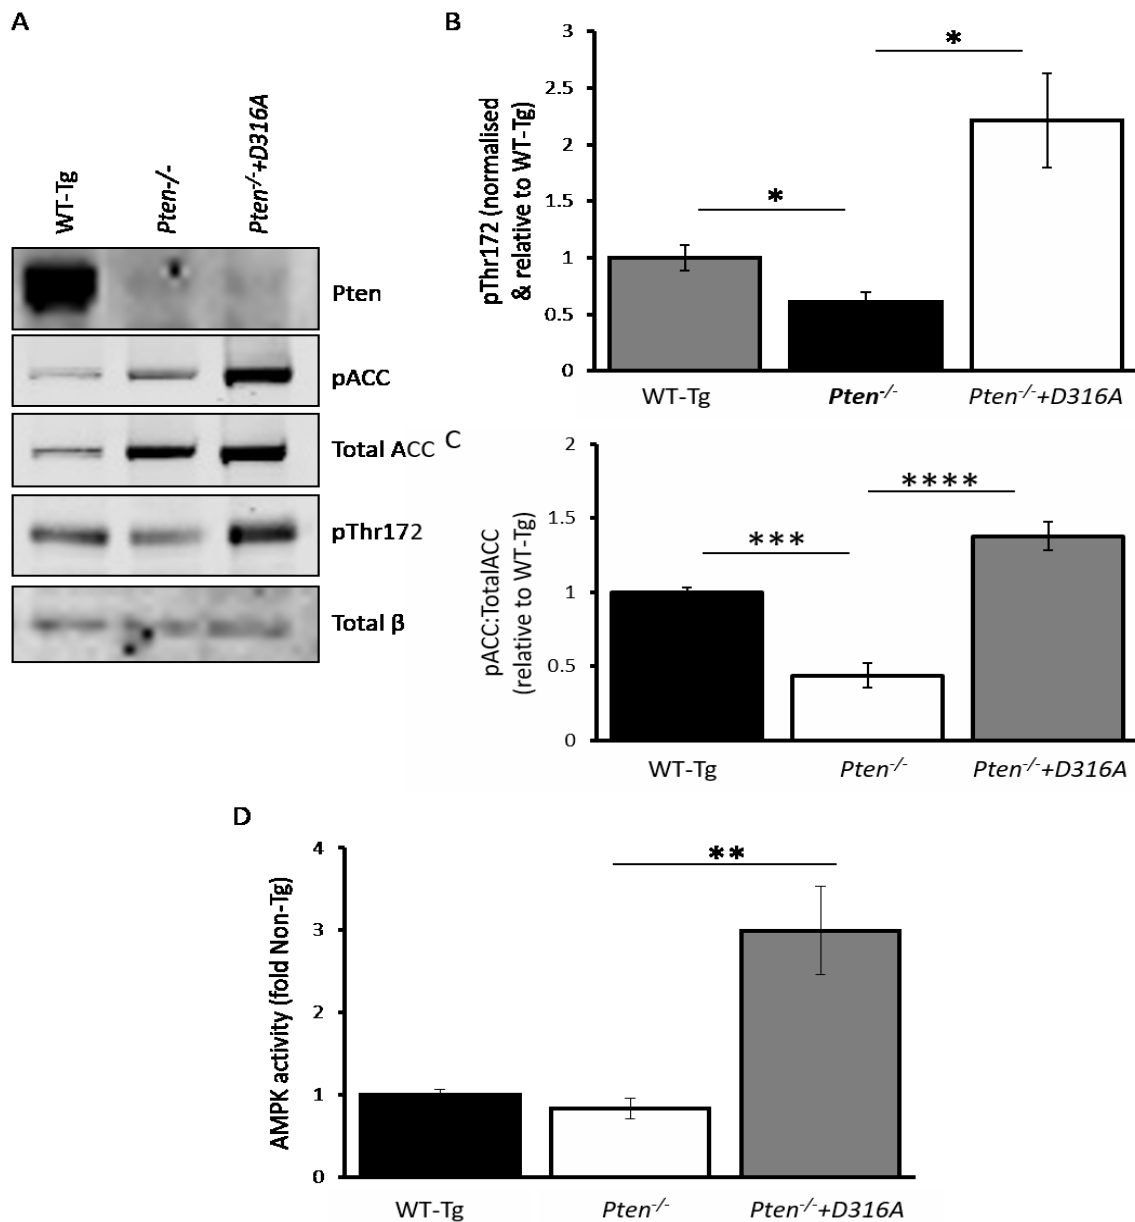 A
WT-Tg
Pten-/-
Pten-/-+D316A
Pten
pACC
Total ACC
pThr172
Total β
B
pThr172 (normalised
& relative to WT-Tg)
3
2.5
2
1.5
1
0.5
0
*
*
WT-Tg
Pten-/-
Pten-/-+D316A
C
pACC:TotalACC
(relative to WT-Tg)
2
1.5
1
0.5
0
***
****
WT-Tg
Pten-/-
Pten-/-+D316A
D
AMPK activity (fold Non-Tg)
4
3
2
1
0
**
WT-Tg
Pten-/-
Pten-/-+D316A